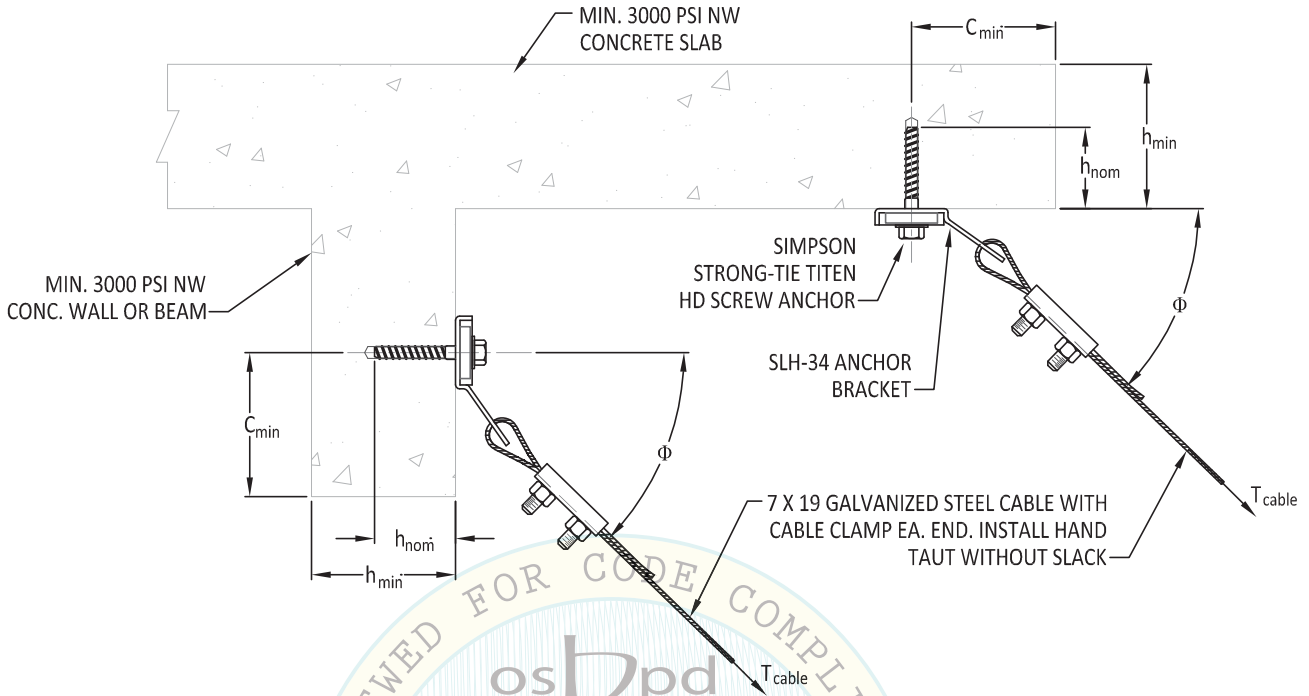 MIN. 3000 PSI NW
CONCRETE SLAB
Cmin
hmin
hnom
SIMPSON
STRONG-TIE TITEN
HD SCREW ANCHOR
Φ
MIN. 3000 PSI NW
CONC. WALL OR BEAM
SLH-34 ANCHOR
BRACKET
Cmin
Φ
7 X 19 GALVANIZED STEEL CABLE WITH
CABLE CLAMP EA. END. INSTALL HAND
TAUT WITHOUT SLACK
Tcable
hnom
hmin
Tcable
EWED FOR CODE COMPL
oshpd